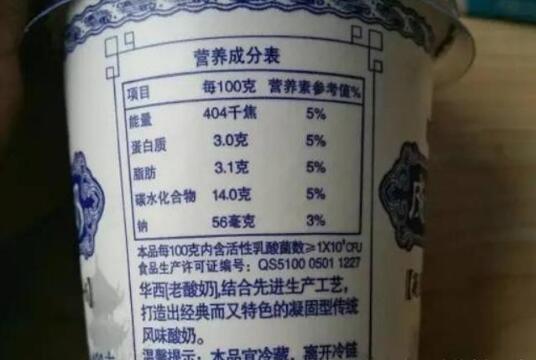 营养成分表
项目 每100克 营养素参考值%
能量 404千焦 5%
蛋白质 3.0克 5%
脂肪 3.1克 5%
碳水化合物 14.0克 5%
钠 56毫克 3%
本品每100克内含活性乳酸菌数≥1X10⁸CFU
食品生产许可证编号：QS5100 0501 1227
华西[老酸奶],结合先进生产工艺,
打造出经典而又特色的凝固型传统
风味酸奶。
温馨提示：本品宜冷藏，离开冷链